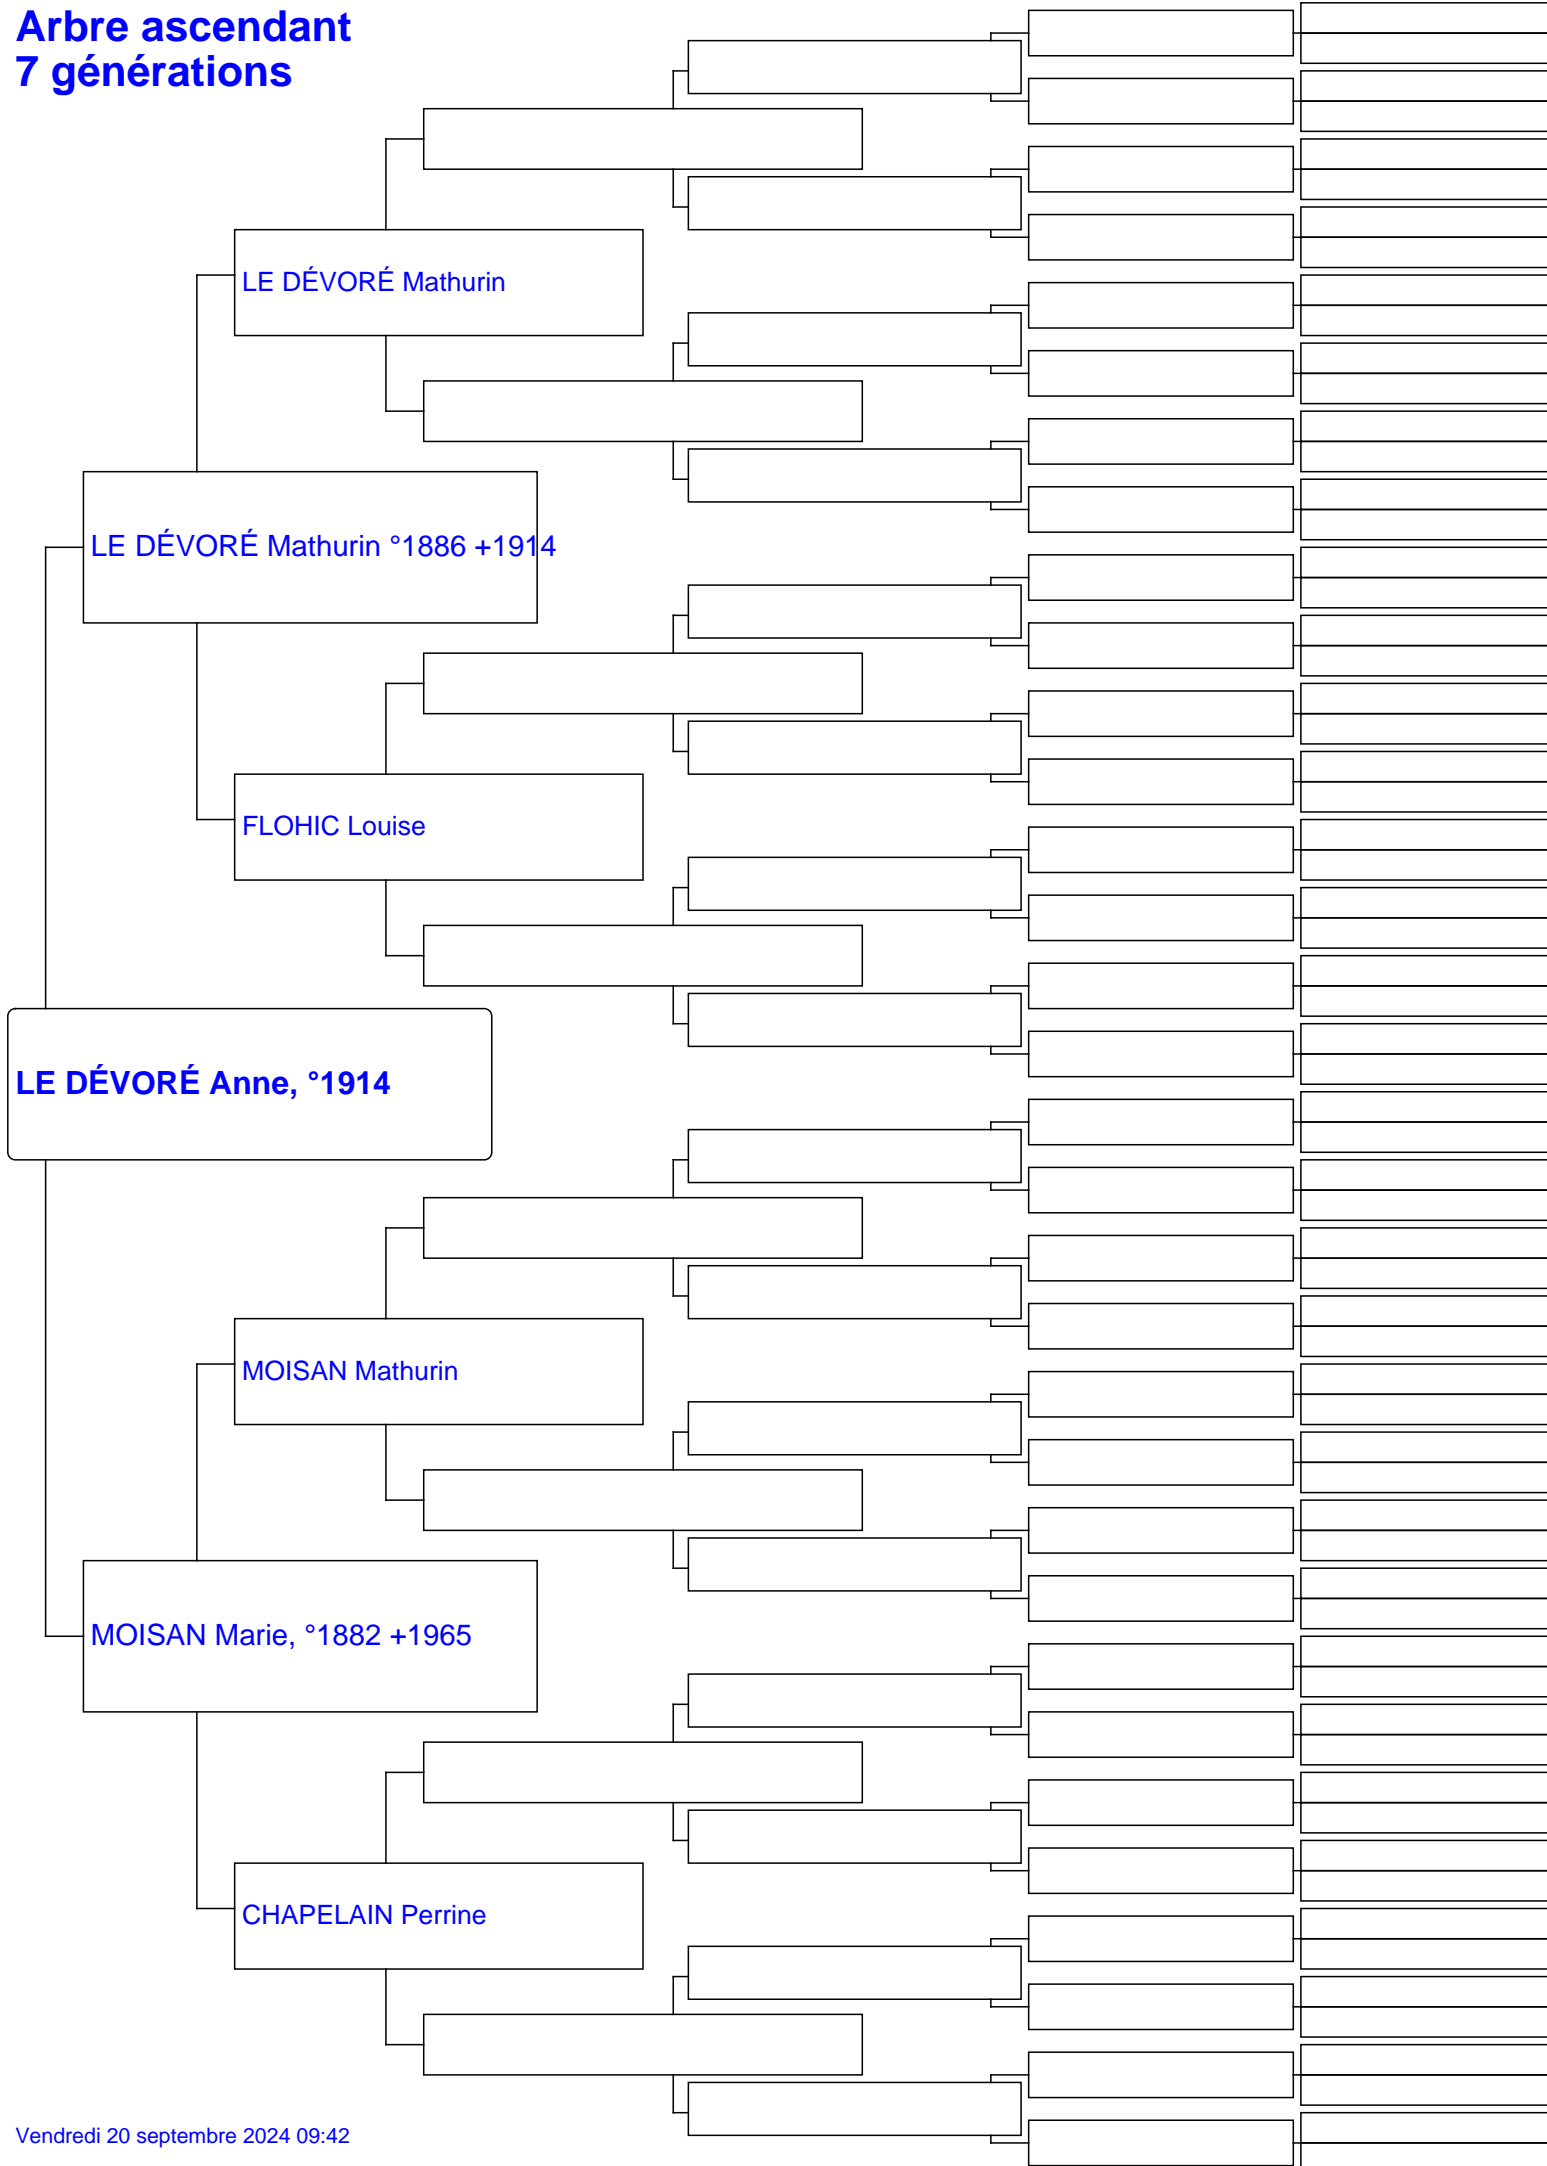 Arbre ascendant
7 générations
LE DÉVORÉ Mathurin
LE DÉVORÉ Mathurin °1886 +1914
FLOHIC Louise
LE DÉVORÉ Anne, °1914
MOISAN Mathurin
MOISAN Marie, °1882 +1965
CHAPELAIN Perrine
Vendredi 20 septembre 2024 09:42